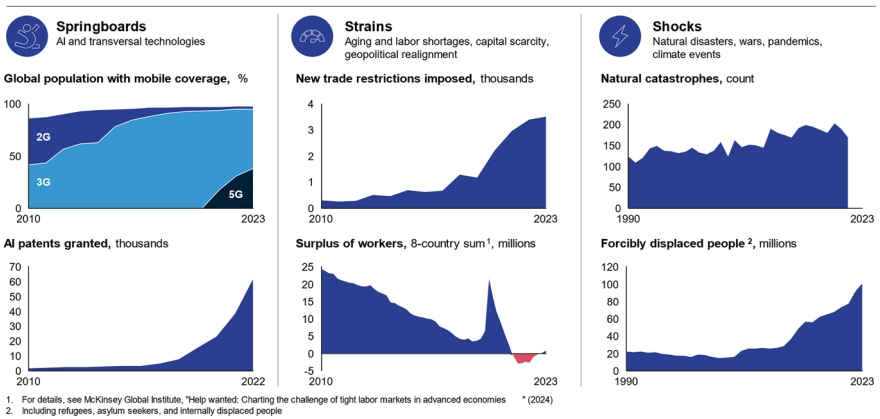 Springboards
AI and transversal technologies
Global population with mobile coverage, %
100
50
0
2G
3G
5G
2010
2023
AI patents granted, thousands
70
60
50
40
30
20
10
0
2010
2022
Strains
Aging and labor shortages, capital scarcity,
geopolitical realignment
New trade restrictions imposed, thousands
4
3
2
1
0
2010
2023
Surplus of workers, 8-country sum1, millions
25
20
15
10
5
0
-5
2010
2023
Shocks
Natural disasters, wars, pandemics,
climate events
Natural catastrophes, count
250
200
150
100
50
0
1990
2023
Forcibly displaced people 2, millions
120
100
80
60
40
20
0
1990
2023
1. For details, see McKinsey Global Institute, "Help wanted: Charting the challenge of tight labor markets in advanced economies " (2024)
2. Including refugees, asylum seekers, and internally displaced people